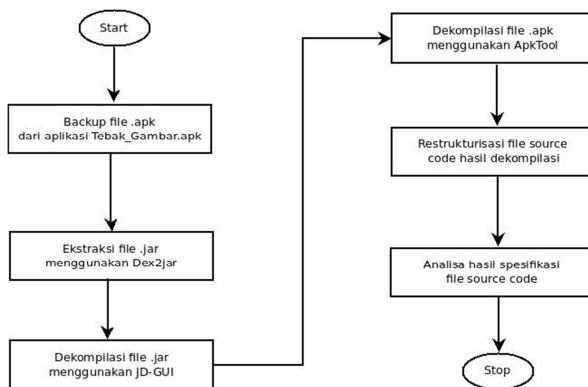 Start
Backup file .apk
dari aplikasi Tebak_Gambar.apk
Ekstraksi file .jar
menggunakan Dex2jar
Dekompilasi file .jar
menggunakan JD-GUI
Dekompilasi file .apk
menggunakan ApkTool
Restrukturisasi file source
code hasil dekompilasi
Analisa hasil spesifikasi
file source code
Stop